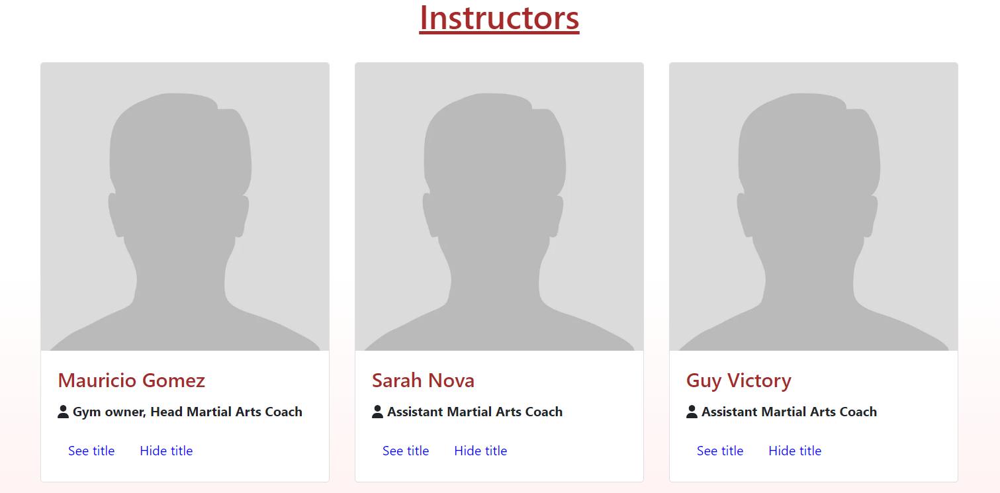 Instructors
Mauricio Gomez
Gym owner, Head Martial Arts Coach
See title Hide title
Sarah Nova
Assistant Martial Arts Coach
See title Hide title
Guy Victory
Assistant Martial Arts Coach
See title Hide title